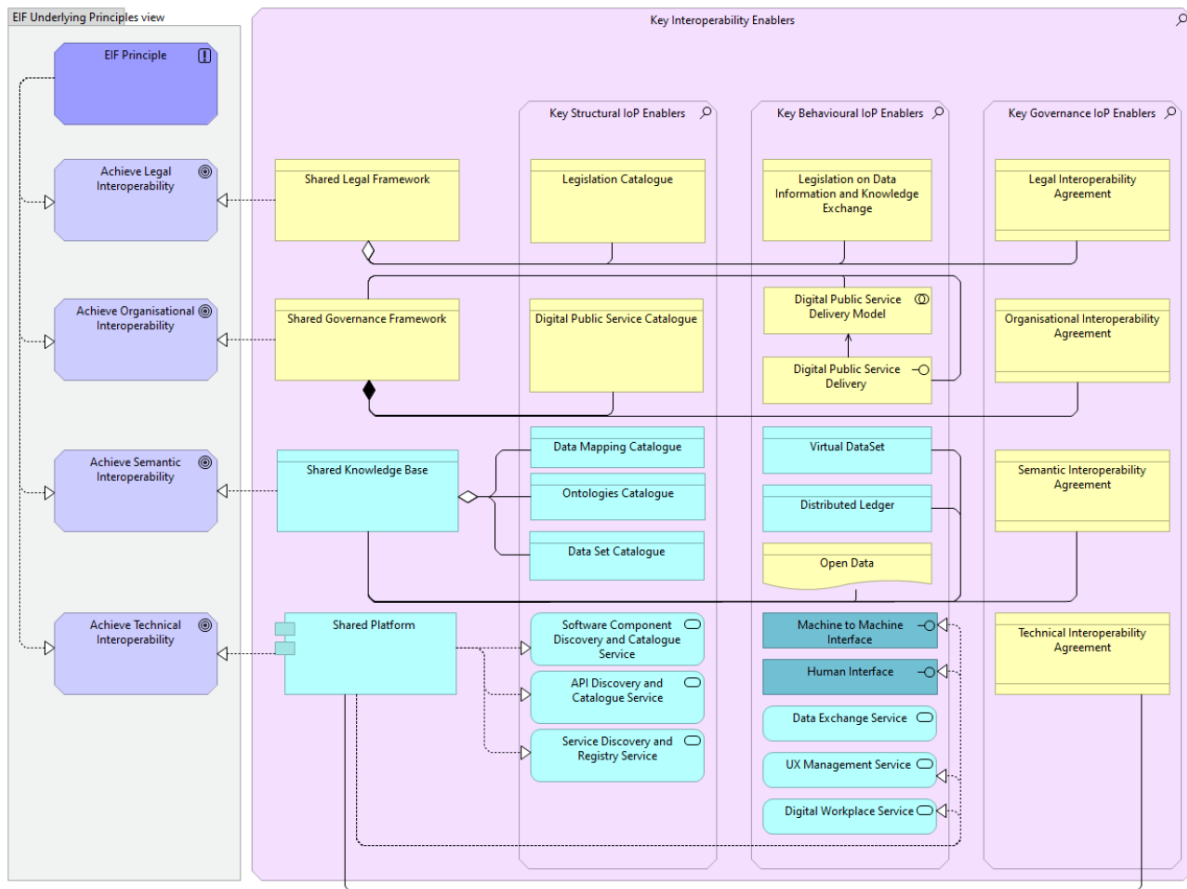 EIF Underlying Principles view
Key Interoperability Enablers
EIF Principle
Key Structural IoP Enablers
Key Behavioural IoP Enablers
Key Governance IoP Enablers
Achieve Legal
Interoperability
Shared Legal Framework
Legislation Catalogue
Legislation on Data
Information and Knowledge
Exchange
Legal Interoperability
Agreement
Achieve Organisational
Interoperability
Shared Governance Framework
Digital Public Service Catalogue
Digital Public Service
Delivery Model
Digital Public Service
Delivery
Organisational Interoperability
Agreement
Achieve Semantic
Interoperability
Shared Knowledge Base
Data Mapping Catalogue
Ontologies Catalogue
Data Set Catalogue
Virtual DataSet
Distributed Ledger
Open Data
Semantic Interoperability
Agreement
Achieve Technical
Interoperability
Shared Platform
Software Component
Discovery and Catalogue
Service
API Discovery and
Catalogue Service
Service Discovery and
Registry Service
Machine to Machine
Interface
Human Interface
Data Exchange Service
UX Management Service
Digital Workplace Service
Technical Interoperability
Agreement